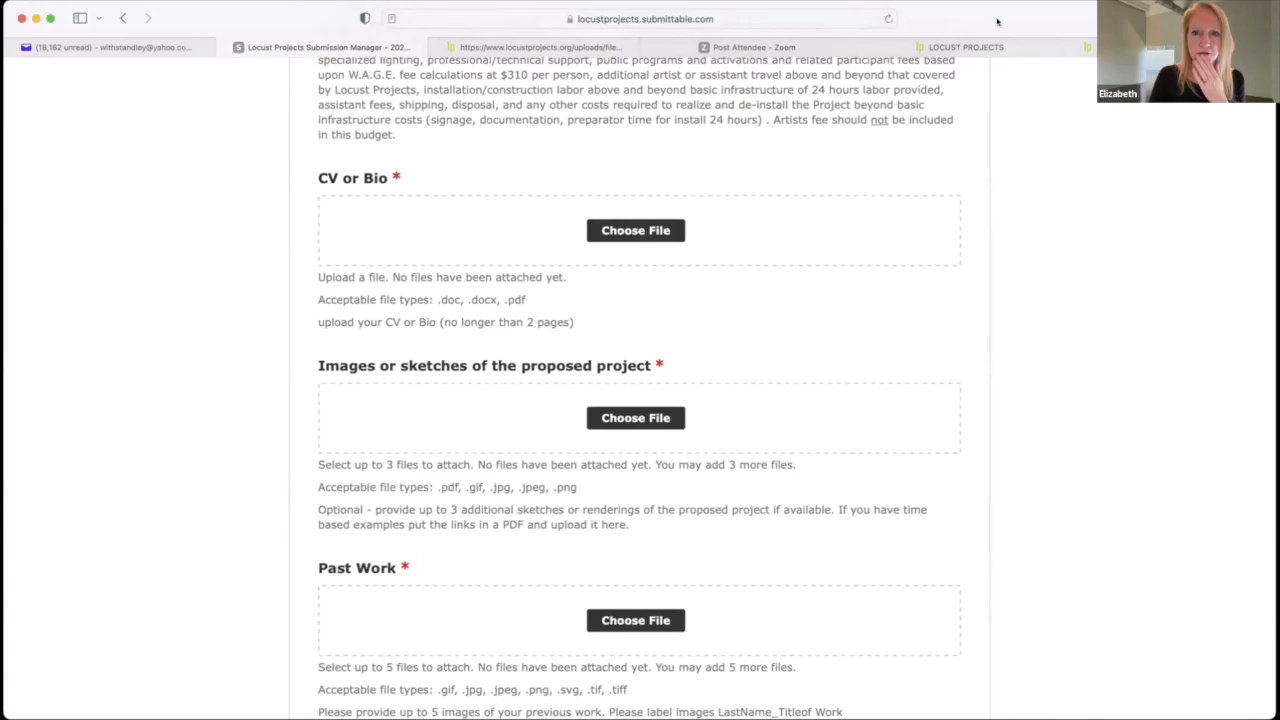 locustprojects.submittable.com
(18,182 unread) - withstandley@yahoo.co...
Locust Projects Submission Manager - 202...
https://www.locustprojects.org/uploads/file...
Post Attendee - Zoom
LOCUST PROJECTS
Elizabeth
specialized lighting, professional/technical support, public programs and activations and related participant fees based
upon W.A.G.E. fee calculations at $310 per person, additional artist or assistant travel above and beyond that covered
by Locust Projects, installation/construction labor above and beyond basic infrastructure of 24 hours labor provided,
assistant fees, shipping, disposal, and any other costs required to realize and de-install the Project beyond basic
infrastructure costs (signage, documentation, preparator time for install 24 hours) . Artists fee should not be included
in this budget.
CV or Bio *
Choose File
Upload a file. No files have been attached yet.
Acceptable file types: .doc, .docx, .pdf
upload your CV or Bio (no longer than 2 pages)
Images or sketches of the proposed project *
Choose File
Select up to 3 files to attach. No files have been attached yet. You may add 3 more files.
Acceptable file types: .pdf, .gif, .jpg, .jpeg, .png
Optional - provide up to 3 additional sketches or renderings of the proposed project if available. If you have time
based examples put the links in a PDF and upload it here.
Past Work *
Choose File
Select up to 5 files to attach. No files have been attached yet. You may add 5 more files.
Acceptable file types: .gif, .jpg, .jpeg, .png, .svg, .tif, .tiff
Please provide up to 5 images of your previous work. Please label images LastName_Titleof Work